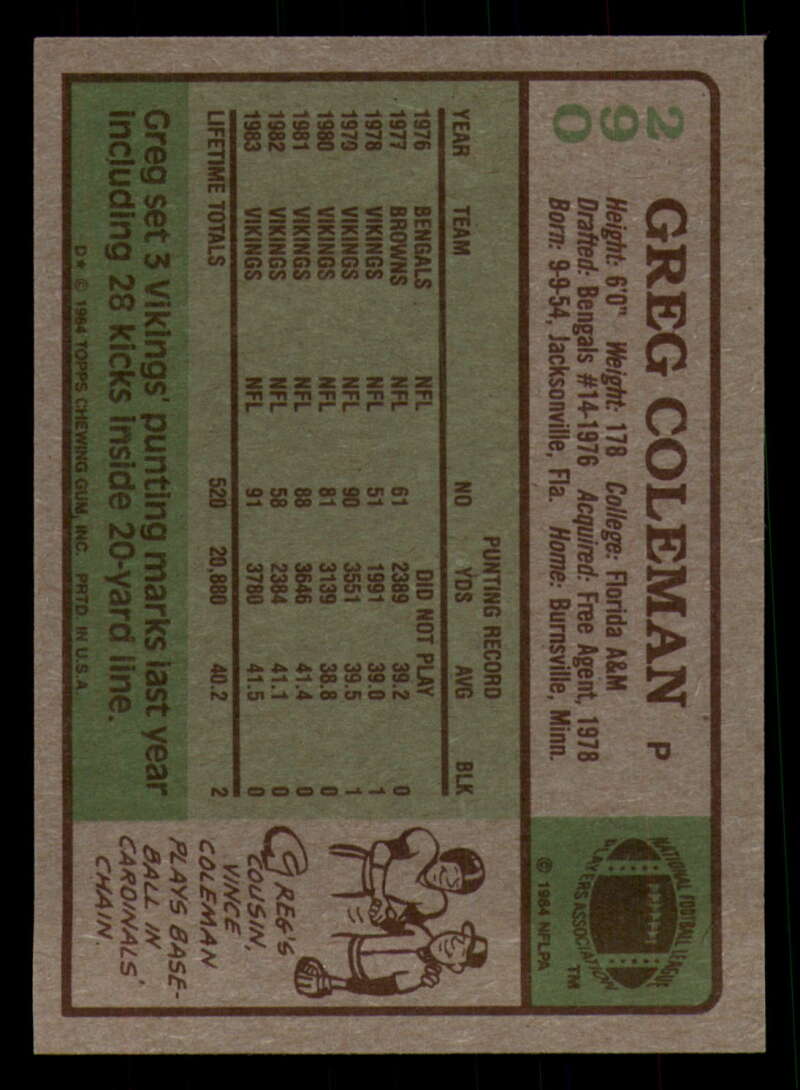 290
GREG COLEMAN P
Height: 6'0" Weight: 178 College: Florida A&M
Drafted: Bengals #14-1976 Acquired: Free Agent, 1978
Born: 9-9-54, Jacksonville, Fla. Home: Burnsville, Minn.
NATIONAL FOOTBALL LEAGUE
PLAYERS ASSOCIATION
TM
© 1984 NFLPA
PUNTING RECORD
YEAR TEAM NO YDS AVG BLK
1976 BENGALS NFL DID NOT PLAY
1977 BROWNS NFL 61 2389 39.2 0
1978 VIKINGS NFL 51 1991 39.0 1
1979 VIKINGS NFL 90 3551 39.5 1
1980 VIKINGS NFL 81 3139 38.8 0
1981 VIKINGS NFL 88 3646 41.4 0
1982 VIKINGS NFL 58 2384 41.1 0
1983 VIKINGS NFL 91 3780 41.5 0
LIFETIME TOTALS 520 20,880 40.2 2
Greg set 3 Vikings' punting marks last year
including 28 kicks inside 20-yard line.
D* © 1984 TOPPS CHEWING GUM, INC. PRTD. IN U.S.A.
GREG'S
COUSIN,
VINCE
COLEMAN
PLAYS BASE-
BALL IN
CARDINALS'
CHAIN.